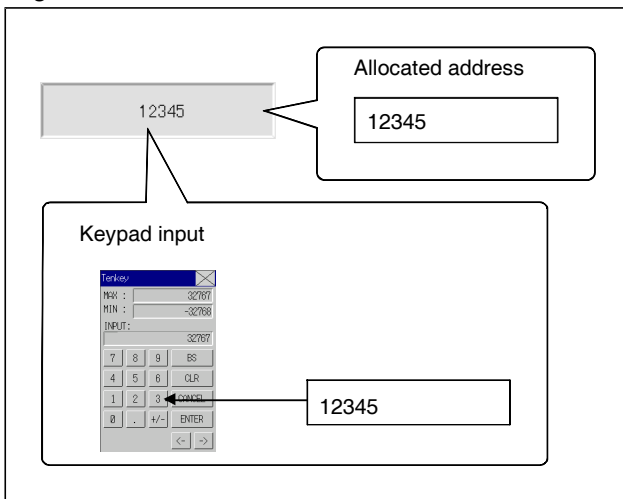 Allocated address
12345
12345
Keypad input
Tenkey
MAX : 32767
MIN : -32768
INPUT:
32767
7 8 9 BS
4 5 6 CLR
1 2 3 CANCEL
0 . +/- ENTER
<- ->
12345